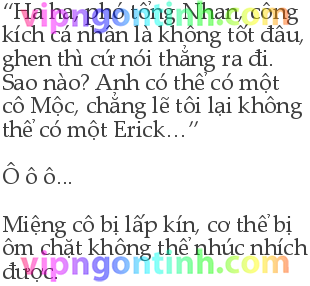 “Ha ha, phó tổng Nhan, công
kích cá nhân là không tốt đâu,
ghen thì cứ nói thẳng ra đi.
Sao nào? Anh có thể có một
cô Mộc, chẳng lẽ tôi lại không
thể có một Erick…”
Ô ô ô...
Miệng cô bị lấp kín, cơ thể bị
ôm chặt không thể nhúc nhích
được.
vipngontinh.com
vipngontinh.com
vipngontinh.com